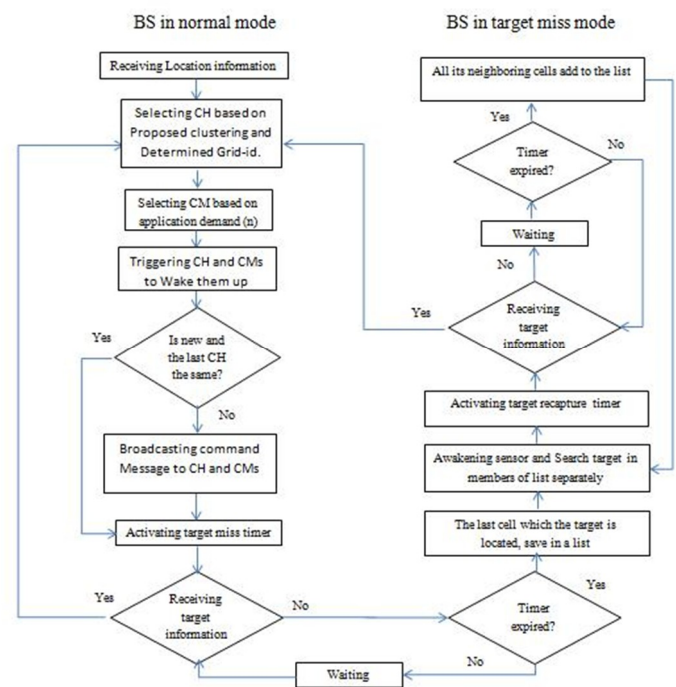 BS in normal mode
Receiving Location information
Selecting CH based on
Proposed clustering and
Determined Grid-id.
Selecting CM based on
application demand (n)
Triggering CH and CMs
to Wake them up
Yes
Is new and
the last CH
the same?
No
Broadcasting command
Message to CH and CMs
Activating target miss timer
Yes
Receiving
target
information
No
Waiting
BS in target miss mode
All its neighboring cells add to the list
Yes
No
Timer
expired?
Waiting
No
Yes
Receiving
target
information
Activating target recapture timer
Awakening sensor and Search target in
members of list separately
The last cell which the target is
located, save in a list
Yes
Timer
expired?
No